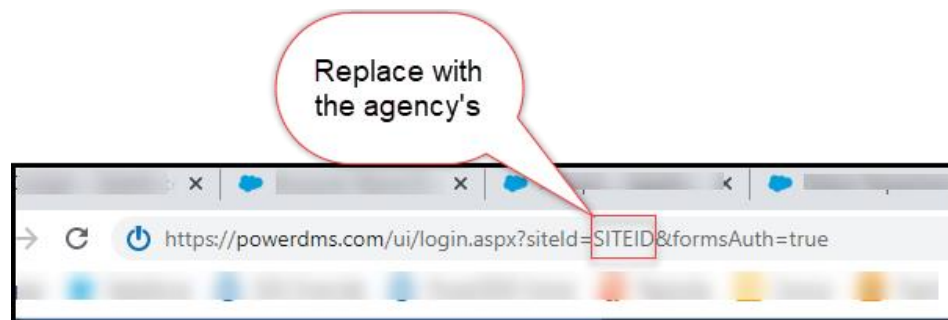 Replace with
the agency's
https://powerdms.com/ui/login.aspx?siteId=SITEID&formsAuth=true